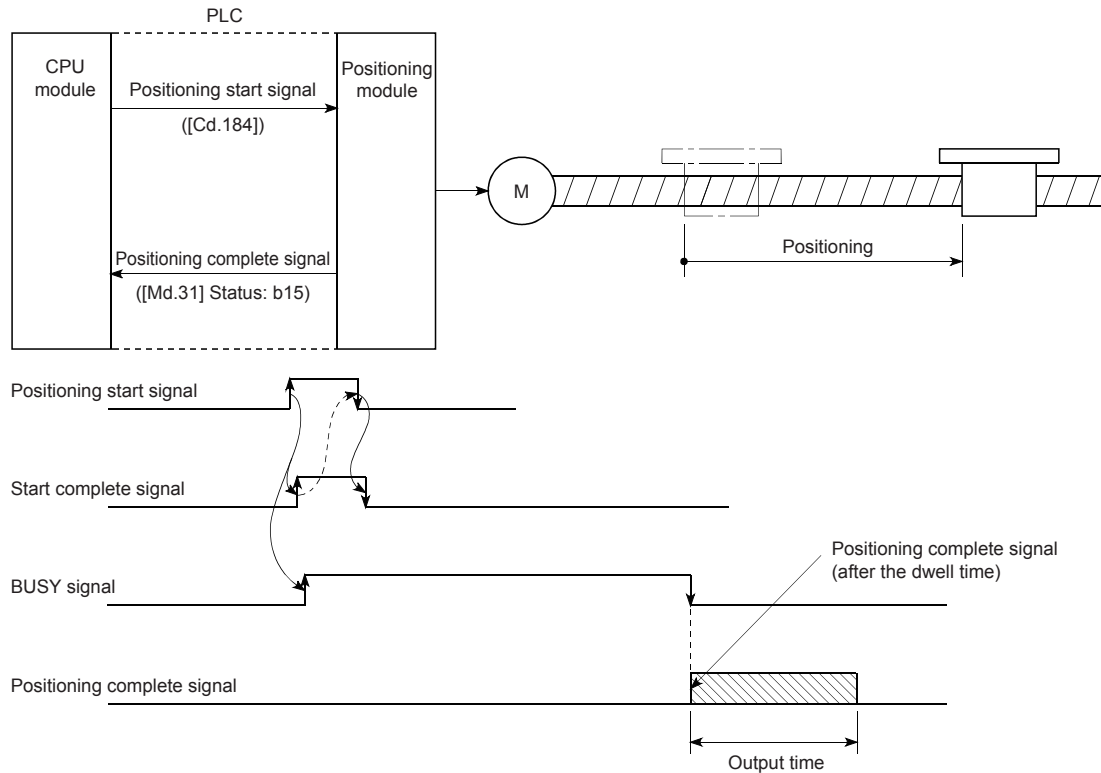 PLC
CPU
module
Positioning start signal
([Cd.184])
Positioning
module
M
Positioning complete signal
([Md.31] Status: b15)
Positioning
Positioning start signal
Start complete signal
BUSY signal
Positioning complete signal
(after the dwell time)
Positioning complete signal
Output time